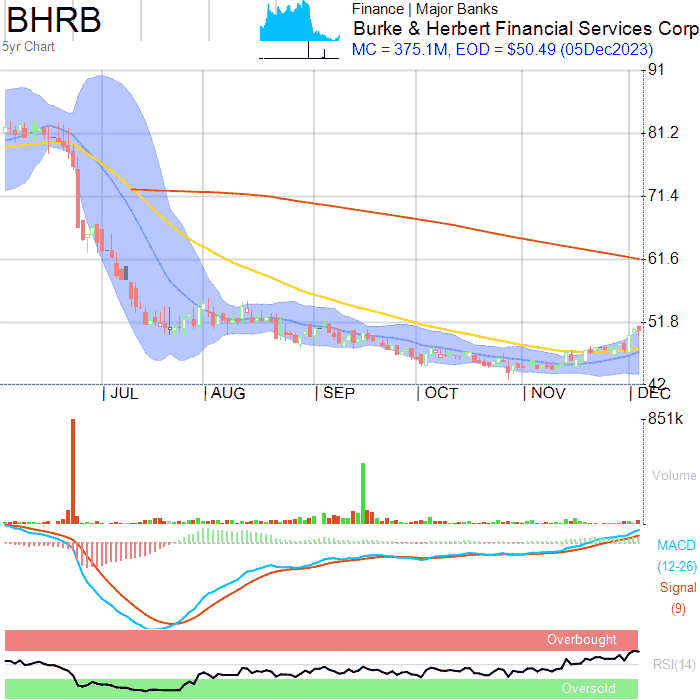 BHRB
5yr Chart
Finance | Major Banks
Burke & Herbert Financial Services Corp
MC = 375.1M, EOD = $50.49 (05Dec2023)
91
81.2
71.4
61.6
51.8
42
JUL
AUG
SEP
OCT
NOV
DEC
851k
Volume
MACD
(12-26)
Signal
(9)
Overbought
RSI(14)
Oversold